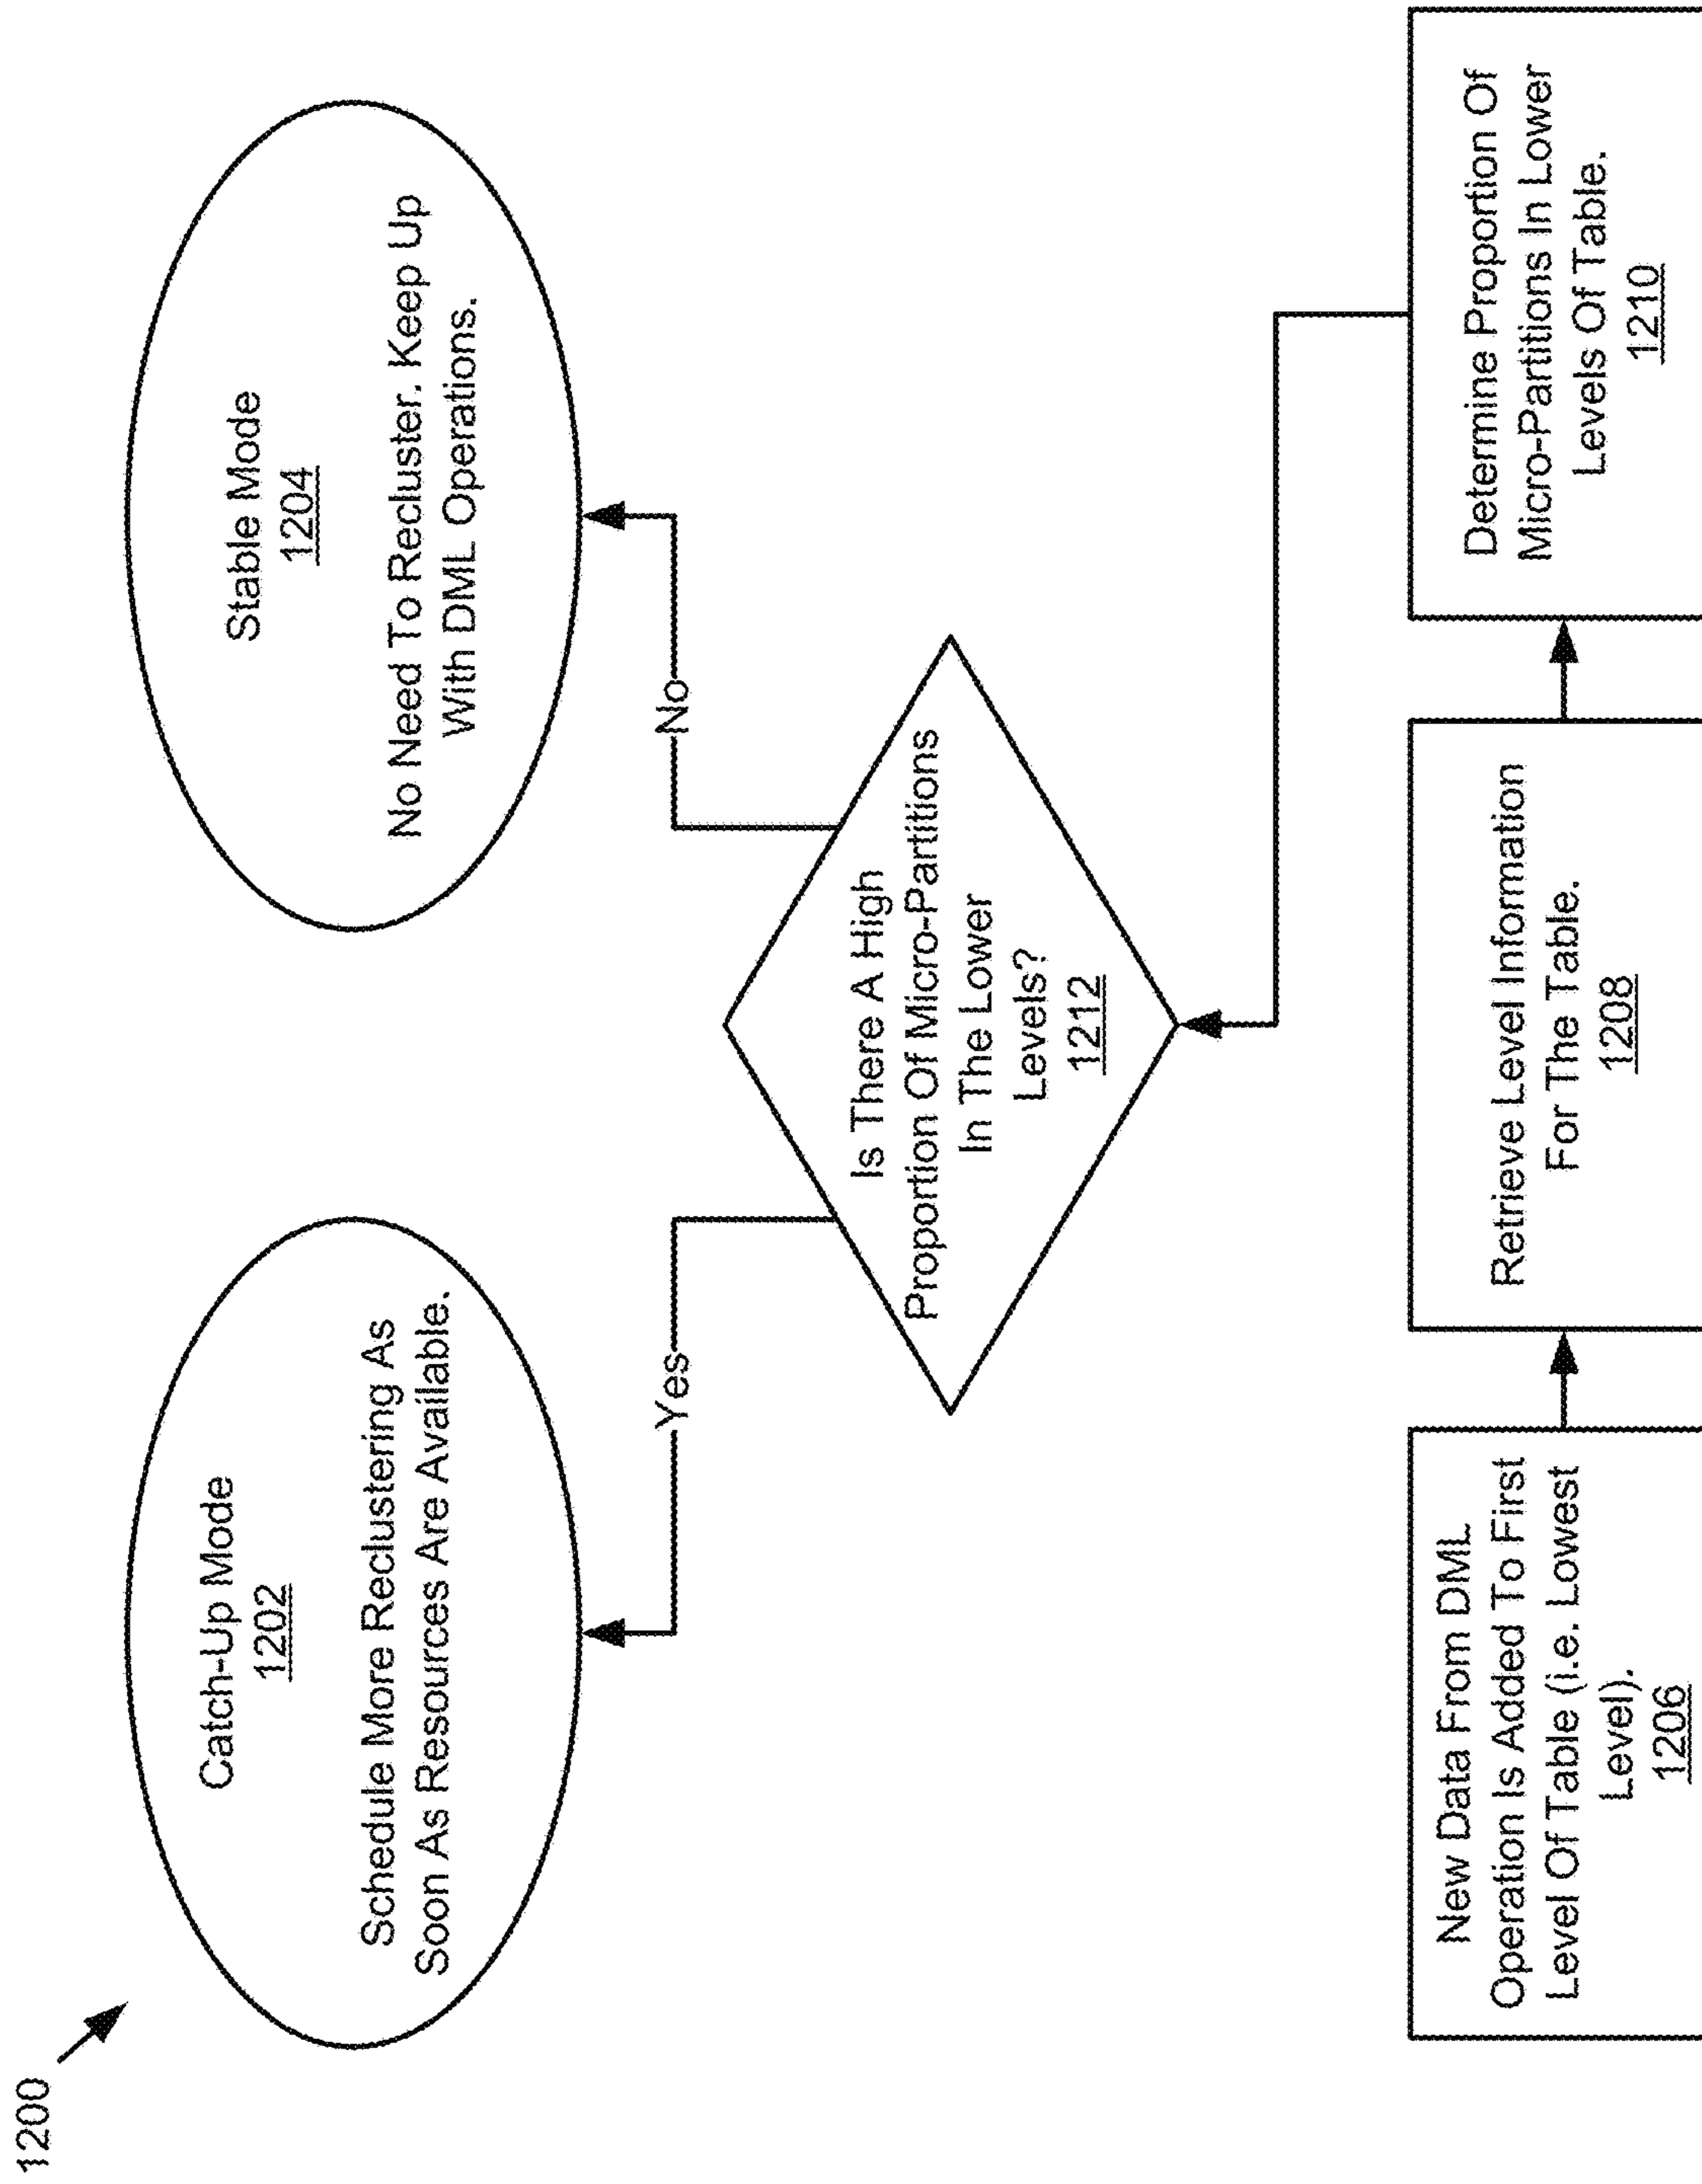 1200
Catch-Up Mode
1202
Schedule More Reclustering As
Soon As Resources Are Available.
Stable Mode
1204
No Need To Recluster. Keep Up
With DML Operations.
Yes
No
Is There A High
Proportion Of Micro-Partitions
In The Lower
Levels?
1212
New Data From DML
Operation Is Added To First
Level Of Table (i.e. Lowest
Level).
1206
Retrieve Level Information
For The Table.
1208
Determine Proportion Of
Micro-Partitions In Lower
Levels Of Table.
1210